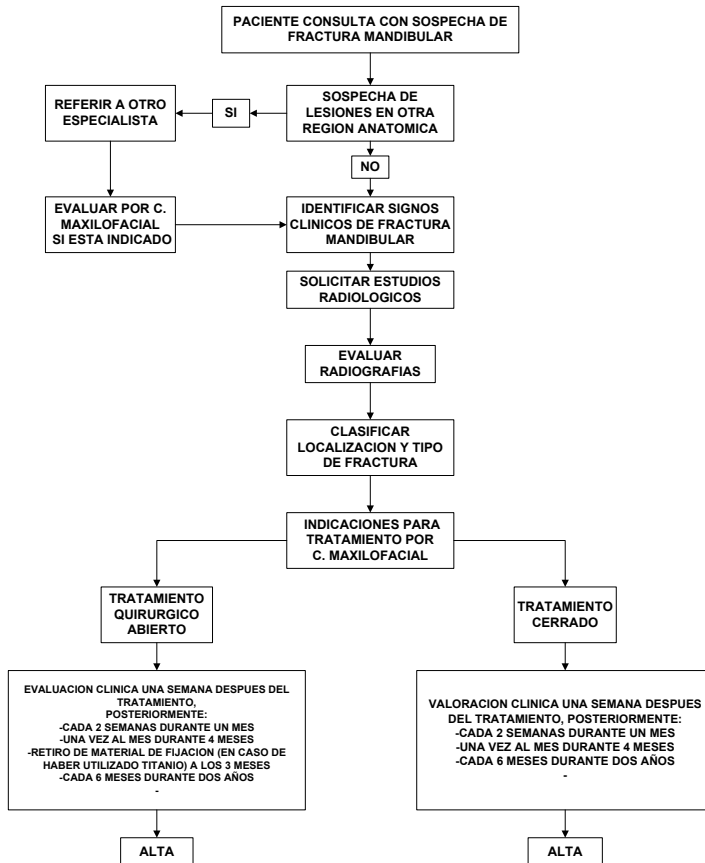 PACIENTE CONSULTA CON SOSPECHA DE
FRACTURA MANDIBULAR
REFERIR A OTRO
ESPECIALISTA
SI
SOSPECHA DE
LESIONES EN OTRA
REGION ANATOMICA
NO
EVALUAR POR C.
MAXILOFACIAL
SI ESTA INDICADO
IDENTIFICAR SIGNOS
CLINICOS DE FRACTURA
MANDIBULAR
SOLICITAR ESTUDIOS
RADIOLOGICOS
EVALUAR
RADIOGRAFIAS
CLASIFICAR
LOCALIZACION Y TIPO
DE FRACTURA
INDICACIONES PARA
TRATAMIENTO POR
C. MAXILOFACIAL
TRATAMIENTO
QUIRURGICO
ABIERTO
TRATAMIENTO
CERRADO
EVALUACION CLINICA UNA SEMANA DESPUES DEL
TRATAMIENTO,
POSTERIORMENTE:
-CADA 2 SEMANAS DURANTE UN MES
-UNA VEZ AL MES DURANTE 4 MESES
-RETIRO DE MATERIAL DE FIJACION (EN CASO DE
HABER UTILIZADO TITANIO) A LOS 3 MESES
-CADA 6 MESES DURANTE DOS AÑOS
-
VALORACION CLINICA UNA SEMANA DESPUES
DEL TRATAMIENTO, POSTERIORMENTE:
-CADA 2 SEMANAS DURANTE UN MES
-UNA VEZ AL MES DURANTE 4 MESES
-CADA 6 MESES DURANTE DOS AÑOS
-
ALTA
ALTA